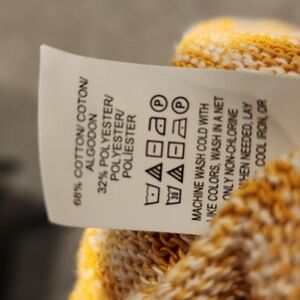 68% COTTON/ COTON/
ALGODON
32% POLYESTER/
POLYESTER/
POLIESTER
MACHINE WASH COLD WITH
LIKE COLORS, WASH IN A NET
ONLY NON-CHLORINE
WHEN NEEDED, LAY
COOL IRON, OR